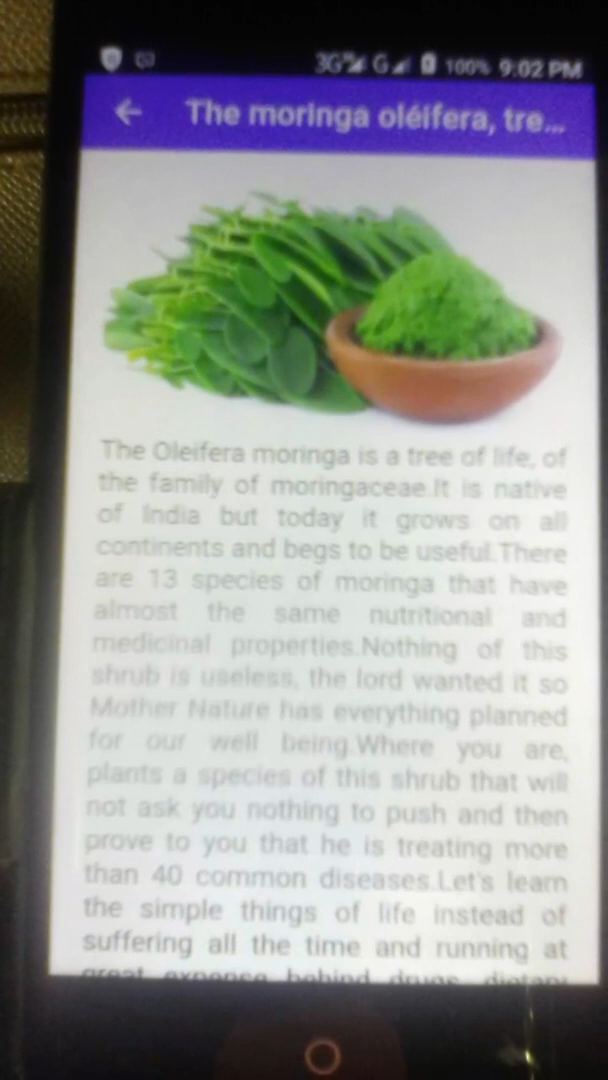 3G G 100% 9:02 PM
The moringa oléifera, tre...
The Oleifera moringa is a tree of life, of
the family of moringaceae.It is native
of India but today it grows on all
continents and begs to be useful.There
are 13 species of moringa that have
almost the same nutritional and
medicinal properties.Nothing of this
shrub is useless, the lord wanted it so
Mother Nature has everything planned
for our well being.Where you are,
plants a species of this shrub that will
not ask you nothing to push and then
prove to you that he is treating more
than 40 common diseases.Let's learn
the simple things of life instead of
suffering all the time and running at
great expense behind drugs, dietary